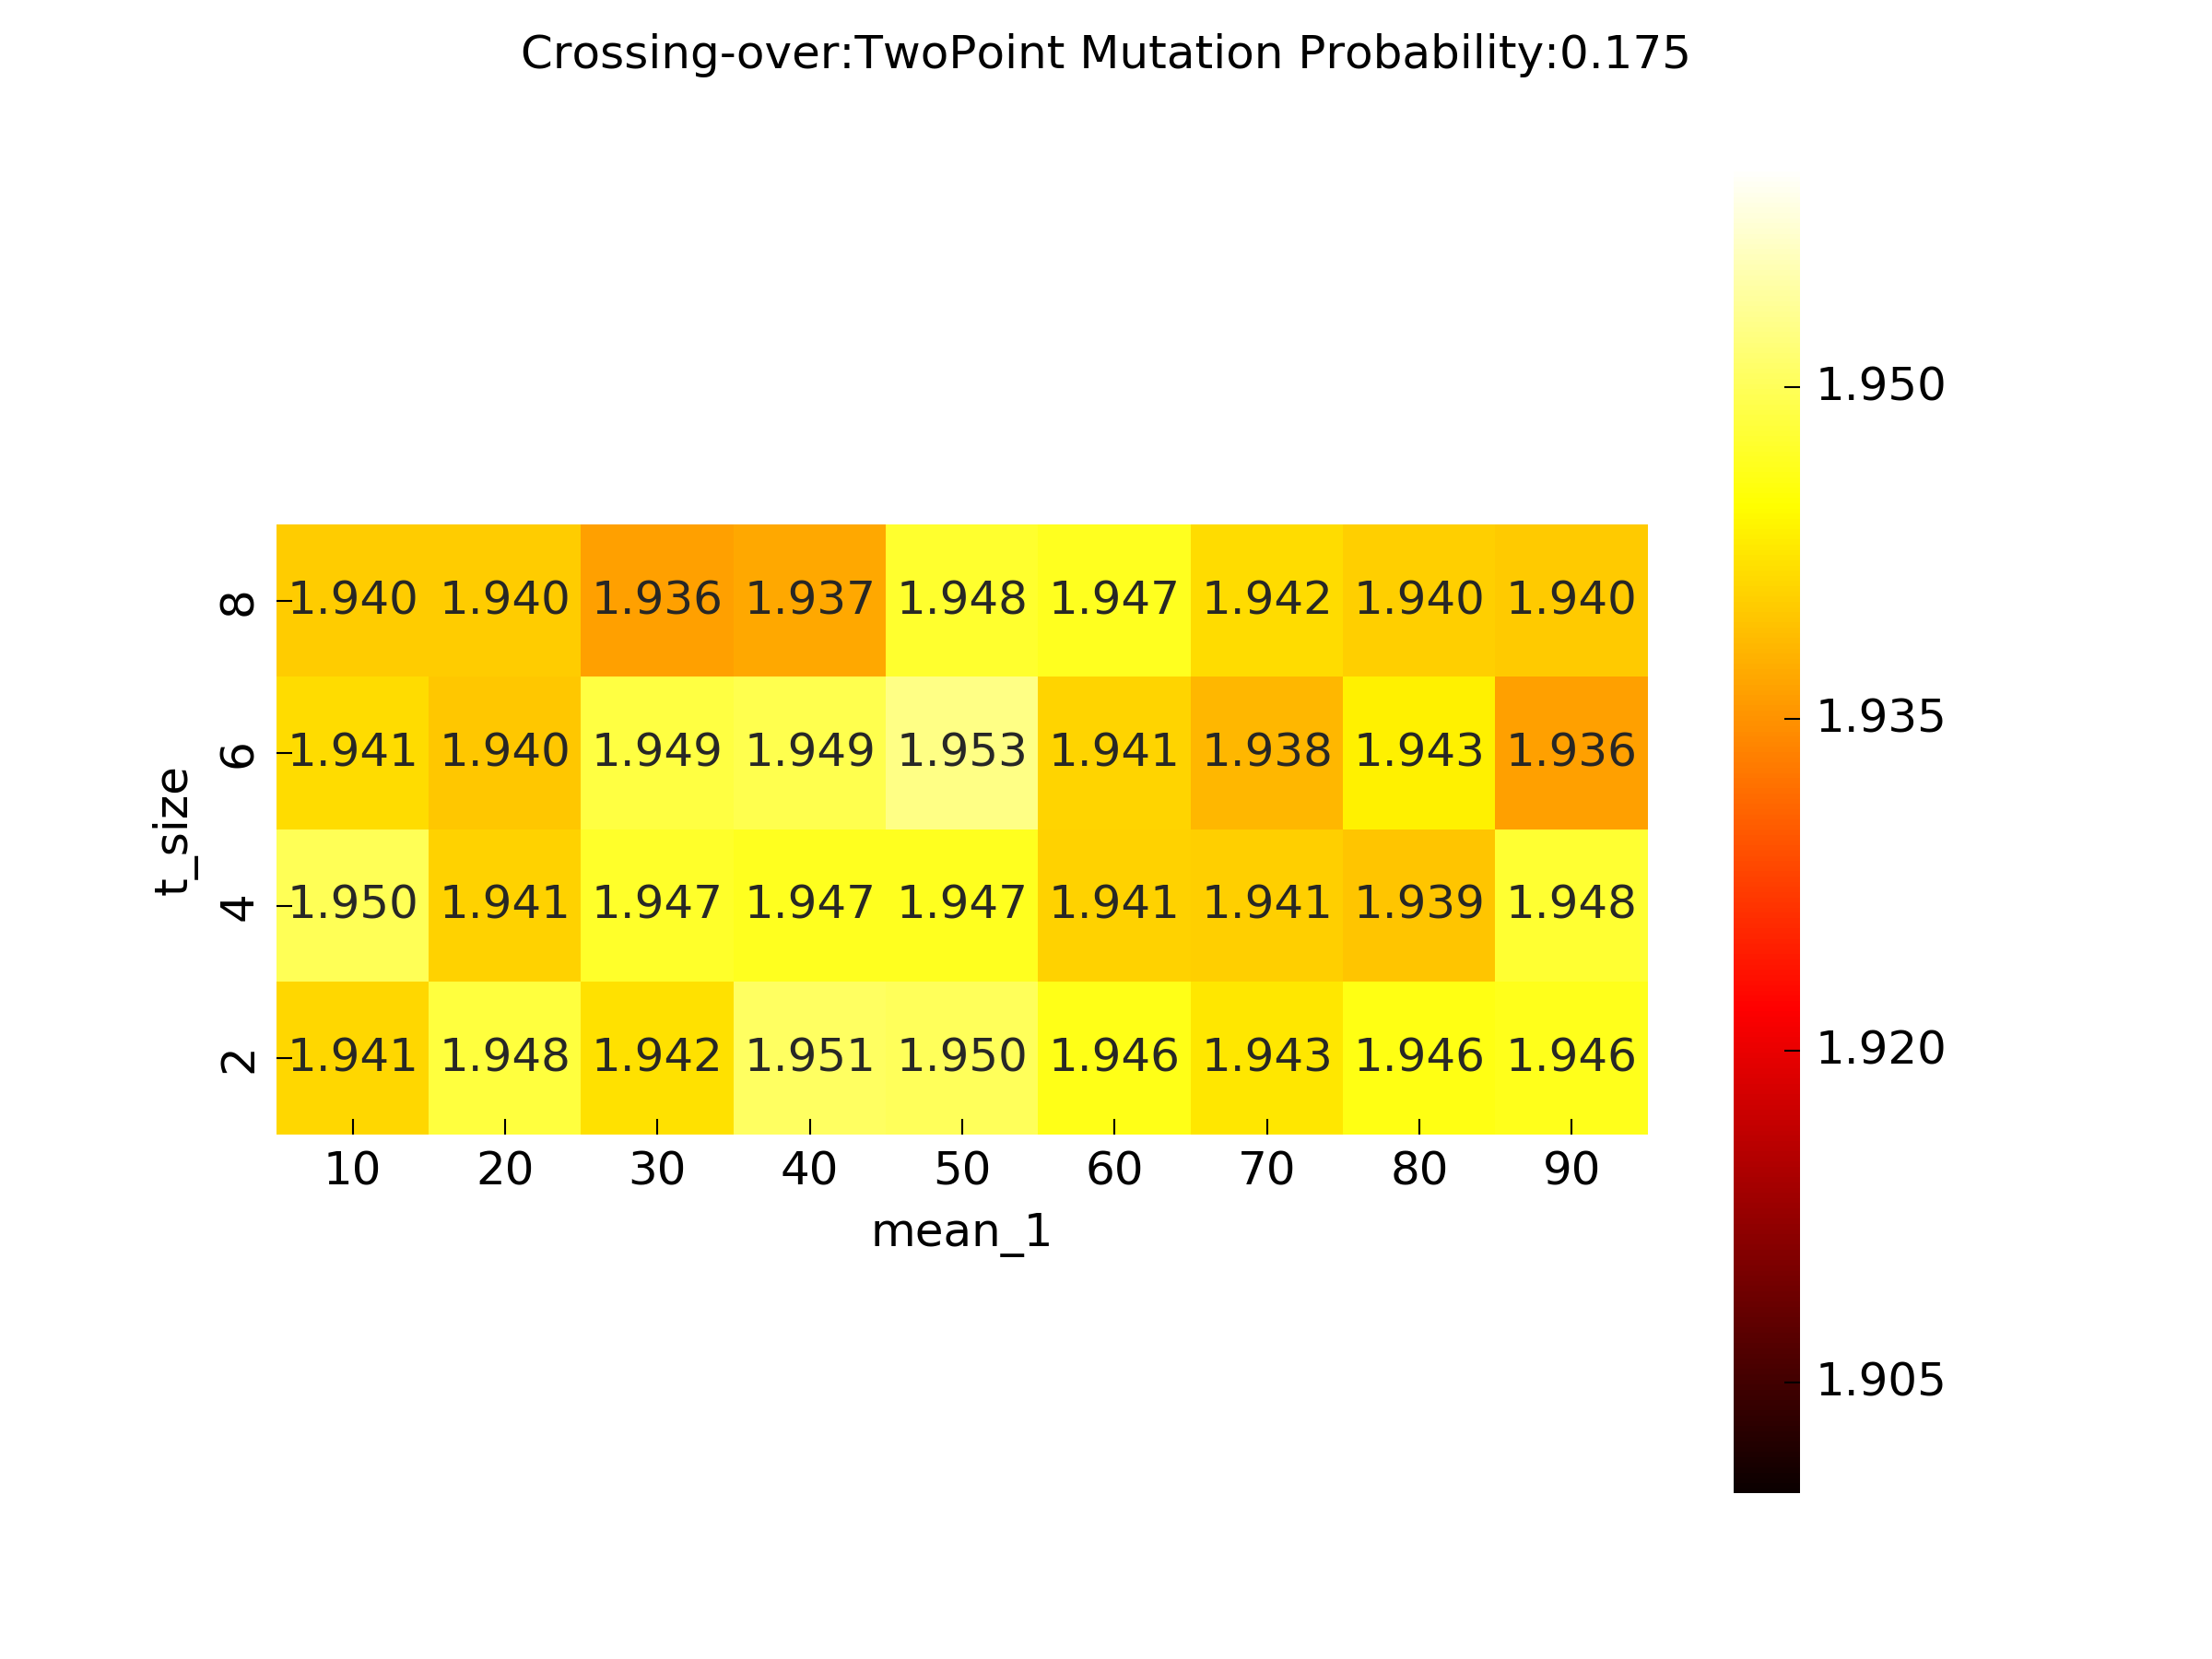 Crossing-over:TwoPoint Mutation Probability:0.175
1.950
1.935
1.920
1.905
t_size
8 1.940 1.940 1.936 1.937 1.948 1.947 1.942 1.940 1.940
6 1.941 1.940 1.949 1.949 1.953 1.941 1.938 1.943 1.936
4 1.950 1.941 1.947 1.947 1.947 1.941 1.941 1.939 1.948
2 1.941 1.948 1.942 1.951 1.950 1.946 1.943 1.946 1.946
10 20 30 40 50 60 70 80 90
mean_1